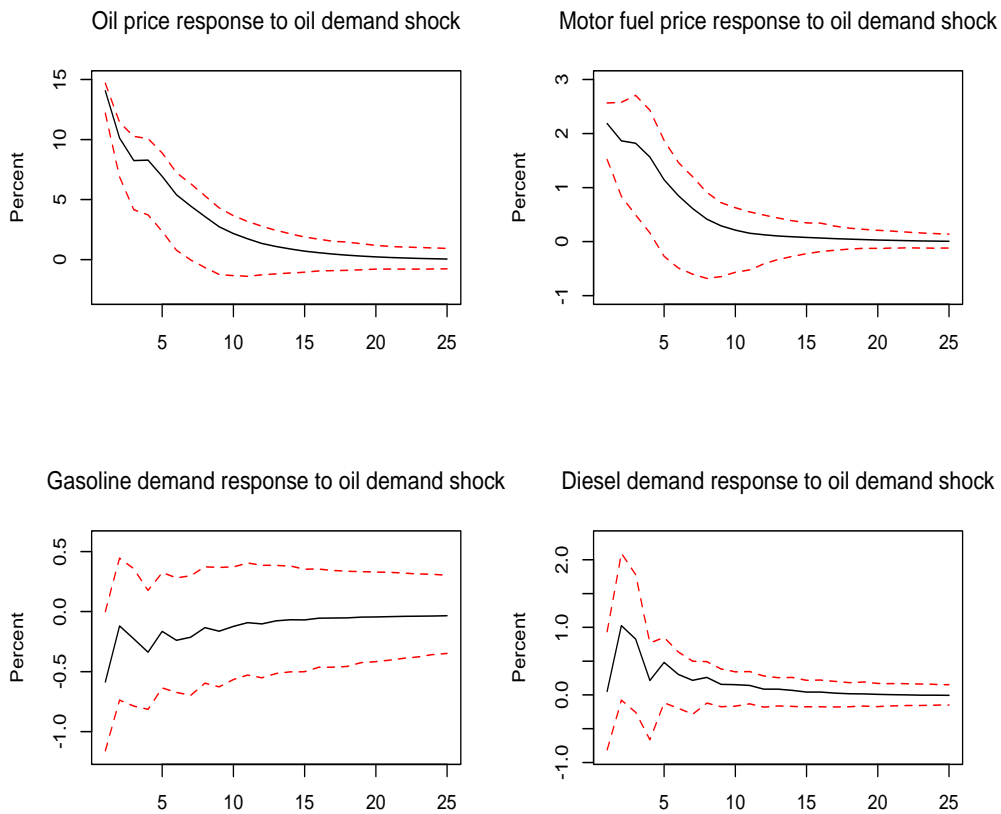 Oil price response to oil demand shock
Percent
15
10
5
0
5 10 15 20 25
Motor fuel price response to oil demand shock
Percent
3
2
1
0
-1
5 10 15 20 25
Gasoline demand response to oil demand shock
Percent
0.5
0.0
-0.5
-1.0
5 10 15 20 25
Diesel demand response to oil demand shock
Percent
2.0
1.0
0.0
-1.0
5 10 15 20 25